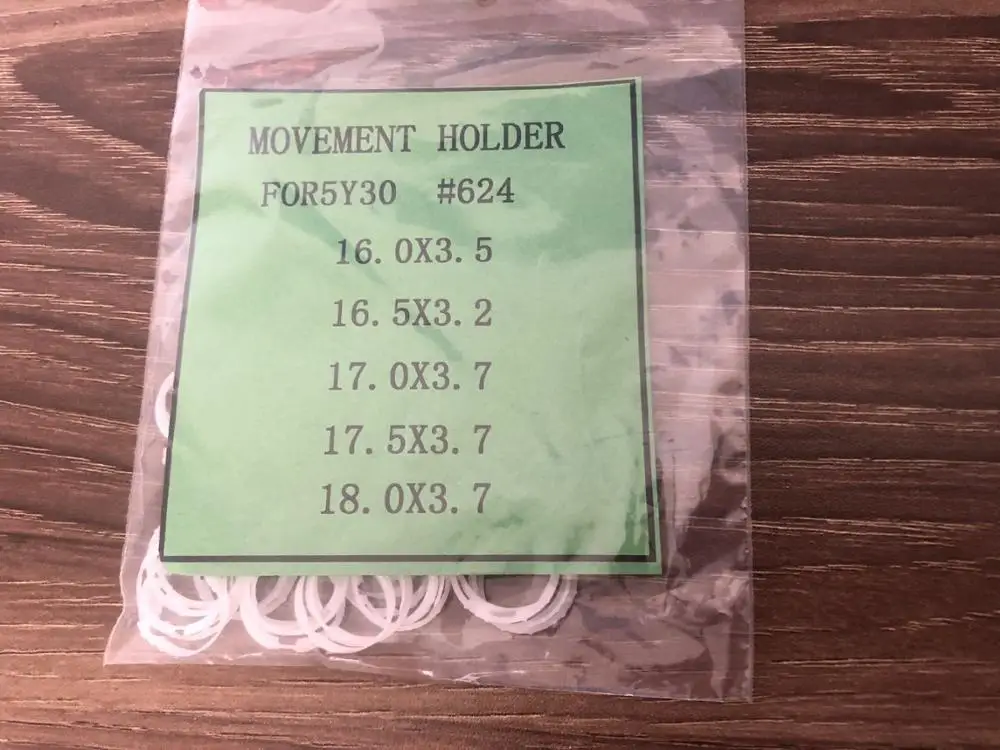 MOVEMENT HOLDER
FOR5Y30 #624
16.0X3.5
16.5X3.2
17.0X3.7
17.5X3.7
18.0X3.7